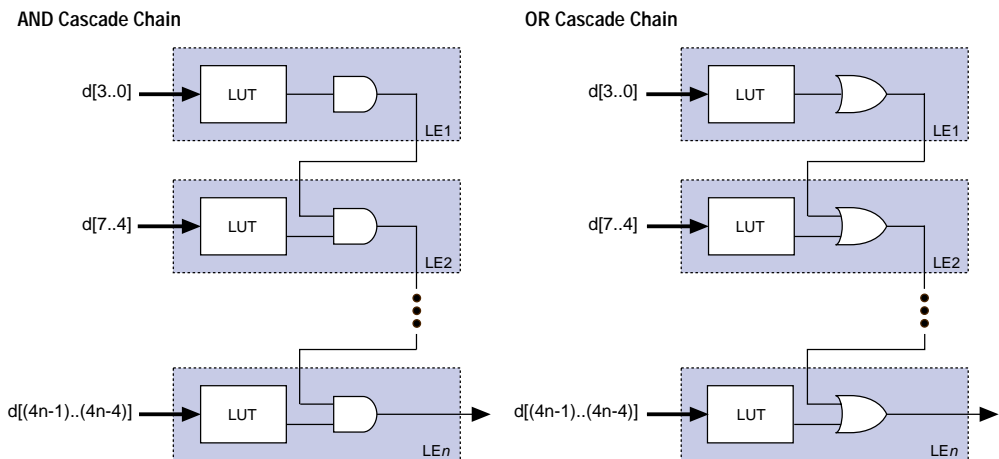 AND Cascade Chain
d[3..0]
LUT
LE1
d[7..4]
LUT
LE2
d[(4n-1)..(4n-4)]
LUT
LEn
OR Cascade Chain
d[3..0]
LUT
LE1
d[7..4]
LUT
LE2
d[(4n-1)..(4n-4)]
LUT
LEn